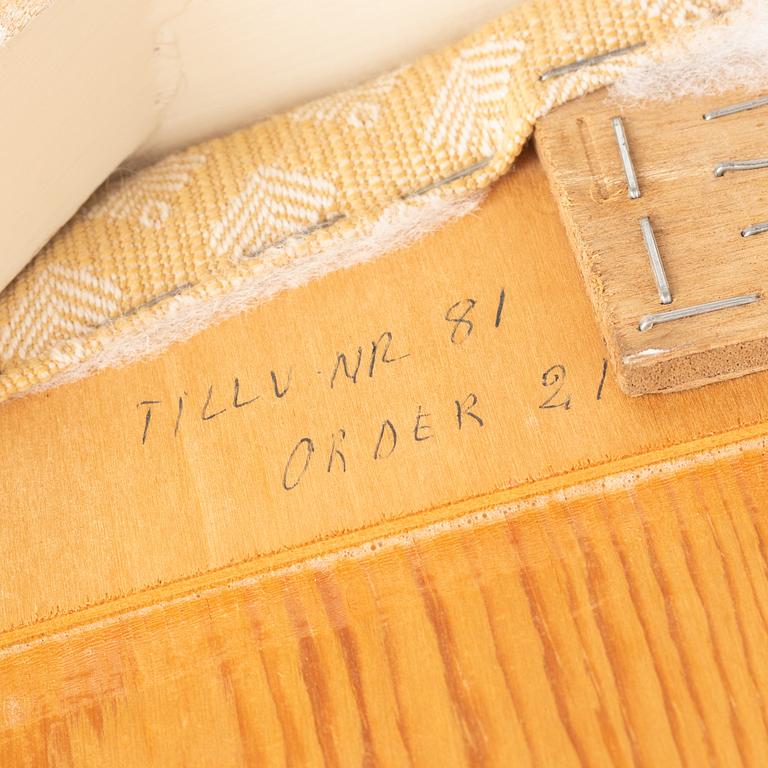 TILLV. NR 81
ORDER 21